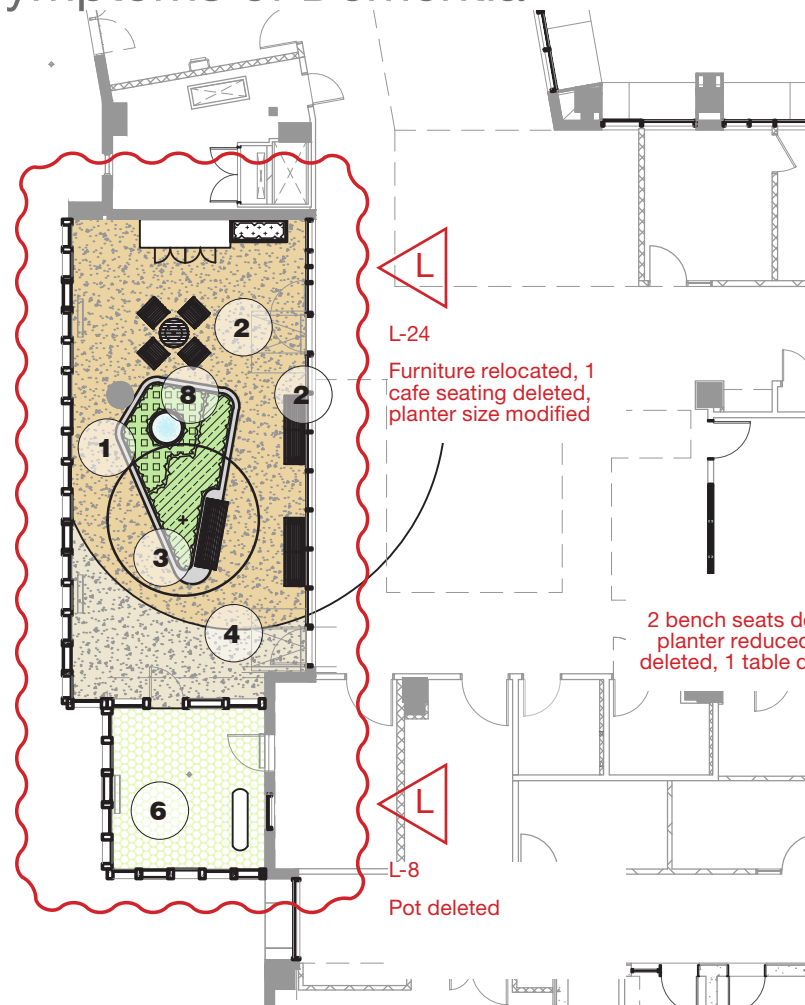 L
L-24
Furniture relocated, 1
cafe seating deleted,
planter size modified
2
8
2
1
3
4
2 bench seats
planter reduced
deleted, 1 table
6
L
L-8
Pot deleted